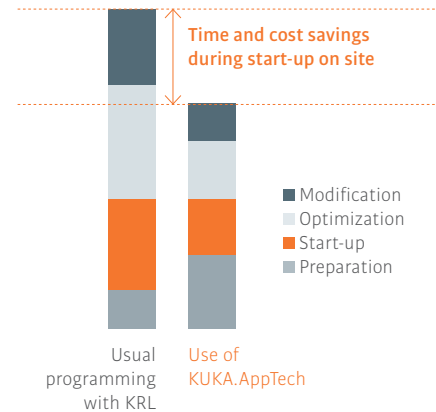 Time and cost savings
during start-up on site
Modification
Optimization
Start-up
Preparation
Usual
programming
with KRL
Use of
KUKA.AppTech